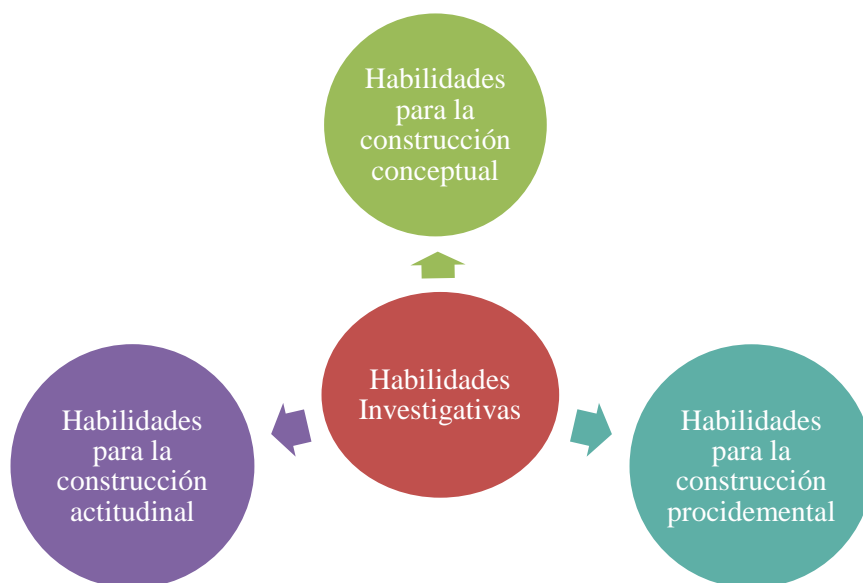 Habilidades
para la
construcción
conceptual
Habilidades
Investigativas
Habilidades
para la
construcción
actitudinal
Habilidades
para la
construcción
procidemental